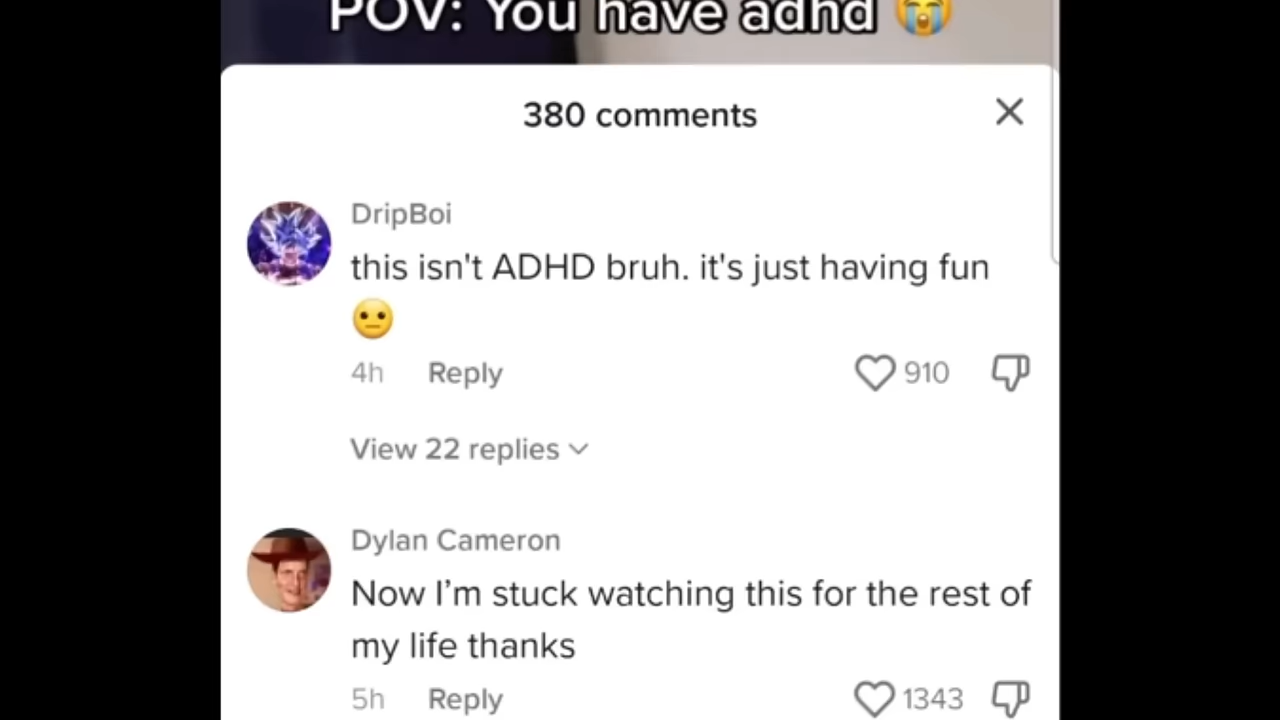 POV: You have adhd 😭
380 comments
DripBoi
this isn't ADHD bruh. it's just having fun
😐
4h Reply 910
View 22 replies
Dylan Cameron
Now I’m stuck watching this for the rest of
my life thanks
5h Reply 1343